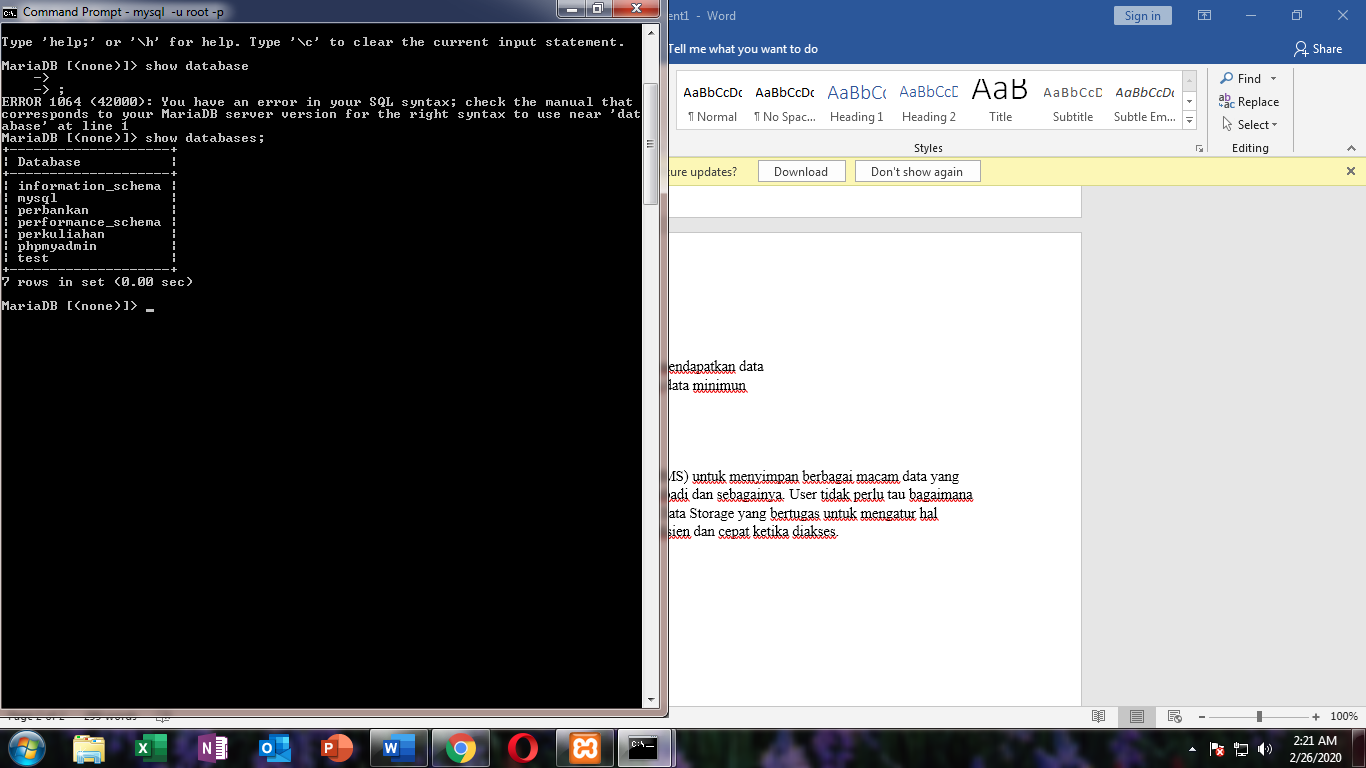 Command Prompt - mysql -u root -p
Type 'help;' or '\h' for help. Type '\c' to clear the current input statement.
MariaDB [(none)]> show database
->
-> ;
ERROR 1064 (42000): You have an error in your SQL syntax; check the manual that
corresponds to your MariaDB server version for the right syntax to use near 'dat
abase' at line 1
MariaDB [(none)]> show databases;
+--------------------+
| Database           |
+--------------------+
| information_schema |
| mysql              |
| perbankan          |
| performance_schema |
| perkuliahan        |
| phpmyadmin         |
| test               |
+--------------------+
7 rows in set (0.00 sec)
MariaDB [(none)]> _
ent1 - Word
Sign in
Tell me what you want to do
Share
AaBbCcDc AaBbCcDc AaBbCc AaBbCcD AaB AaBbCcD AaBbCcD
¶ Normal ¶ No Spac... Heading 1 Heading 2 Title Subtitle Subtle Em...
Styles
Find
Replace
Select
Editing
ure updates? Download Don't show again
endapatkan data
data minimun
MS) untuk menyimpan berbagai macam data yang
badi dan sebagainya. User tidak perlu tau bagaimana
ata Storage yang bertugas untuk mengatur hal
sien dan cepat ketika diakses.
100%
2:21 AM
2/26/2020